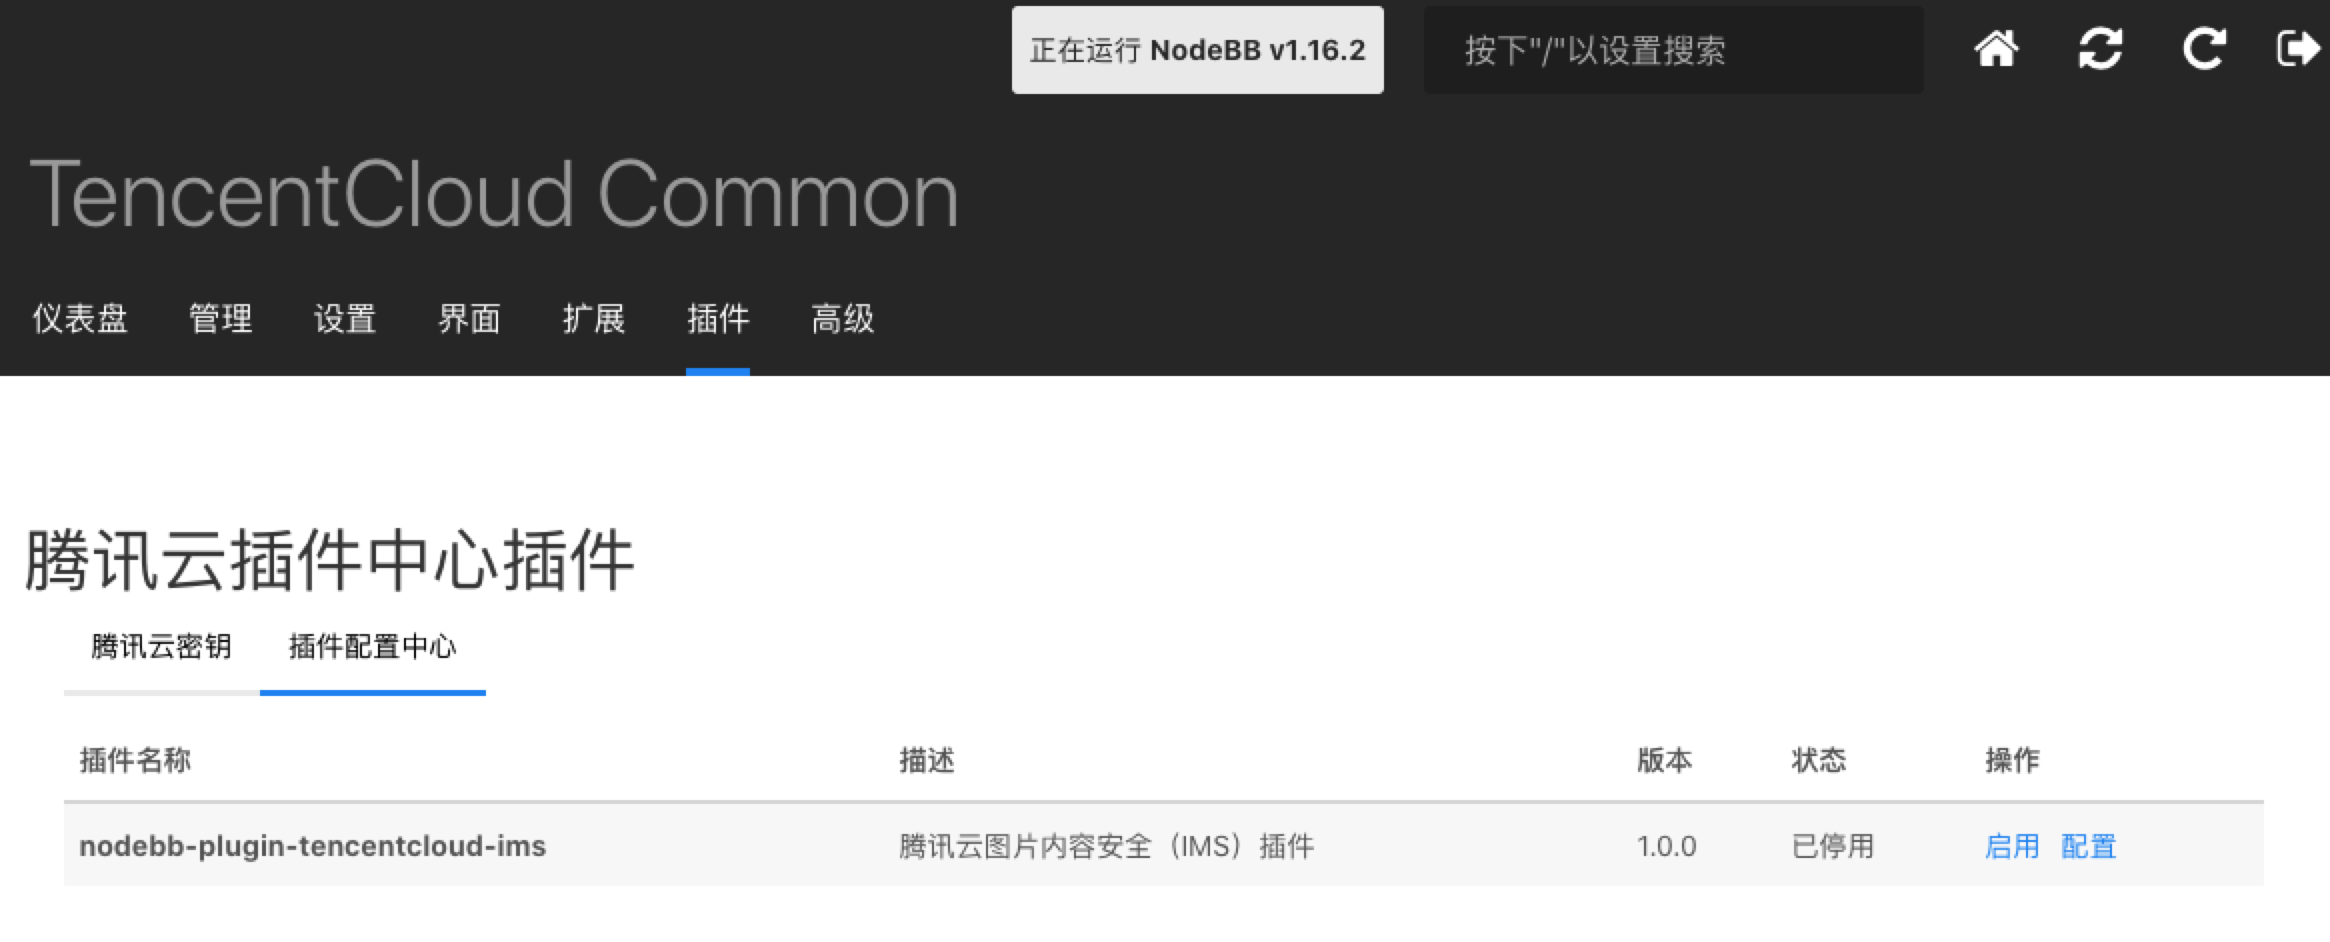 正在运行 NodeBB v1.16.2 按下"/"以设置搜索
TencentCloud Common
仪表盘 管理 设置 界面 扩展 插件 高级
腾讯云插件中心插件
腾讯云密钥 插件配置中心
插件名称 描述 版本 状态 操作
nodebb-plugin-tencentcloud-ims 腾讯云图片内容安全（IMS）插件 1.0.0 已停用 启用 配置